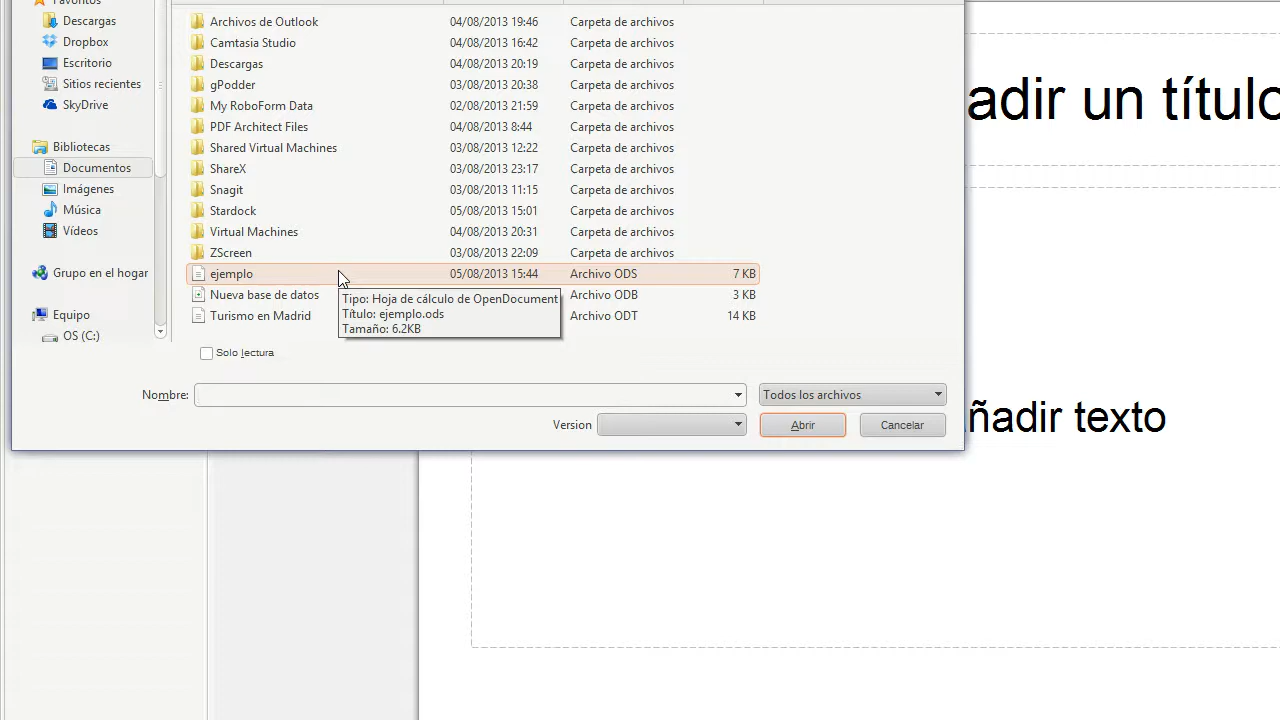 Favoritos
Descargas
Dropbox
Escritorio
Sitios recientes
SkyDrive
Bibliotecas
Documentos
Imágenes
Música
Vídeos
Grupo en el hogar
Equipo
OS (C:)
Archivos de Outlook 04/08/2013 19:46 Carpeta de archivos
Camtasia Studio 04/08/2013 16:42 Carpeta de archivos
Descargas 04/08/2013 20:19 Carpeta de archivos
gPodder 03/08/2013 20:38 Carpeta de archivos
My RoboForm Data 02/08/2013 21:59 Carpeta de archivos
PDF Architect Files 04/08/2013 8:44 Carpeta de archivos
Shared Virtual Machines 03/08/2013 12:22 Carpeta de archivos
ShareX 03/08/2013 23:17 Carpeta de archivos
Snagit 03/08/2013 11:15 Carpeta de archivos
Stardock 05/08/2013 15:01 Carpeta de archivos
Virtual Machines 04/08/2013 20:31 Carpeta de archivos
ZScreen 03/08/2013 22:09 Carpeta de archivos
ejemplo 05/08/2013 15:44 Archivo ODS 7 KB
Nueva base de datos Archivo ODB 3 KB
Turismo en Madrid Archivo ODT 14 KB
Tipo: Hoja de cálculo de OpenDocument
Título: ejemplo.ods
Tamaño: 6.2KB
Solo lectura
Nombre: Todos los archivos
Version Abrir Cancelar
adir un título
ñadir texto